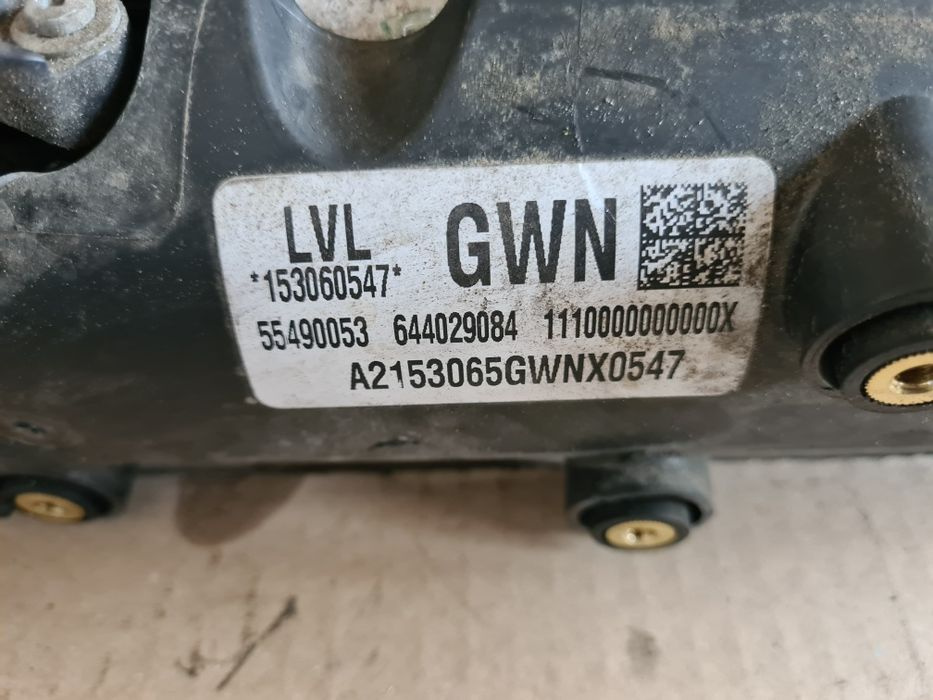 LVL GWN
*153060547*
55490053 644029084 1110000000000X
A2153065GWNX0547